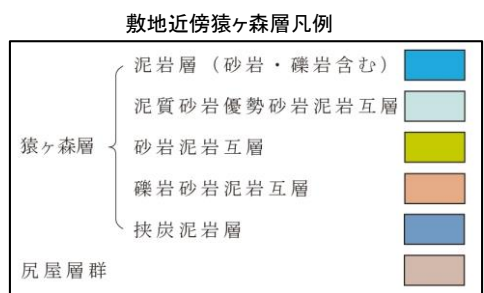 敷地近傍猿ヶ森層凡例
泥岩層（砂岩・礫岩含む）
泥質砂岩優勢砂岩泥岩互層
猿ヶ森層
砂岩泥岩互層
礫岩砂岩泥岩互層
挟炭泥岩層
尻屋層群